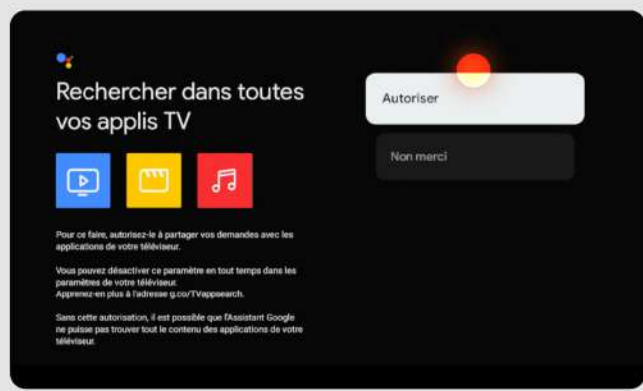 Rechercher dans toutes
vos applis TV
Pour ce faire, autorisez-le à partager vos demandes avec les
applications de votre téléviseur.
Vous pouvez désactiver ce paramètre en tout temps dans les
paramètres de votre téléviseur.
Apprenez-en plus à l'adresse g.co/TVappsearch.
Sans cette autorisation, il est possible que l'Assistant Google
ne puisse pas trouver tout le contenu des applications de votre
téléviseur.
Autoriser
Non merci